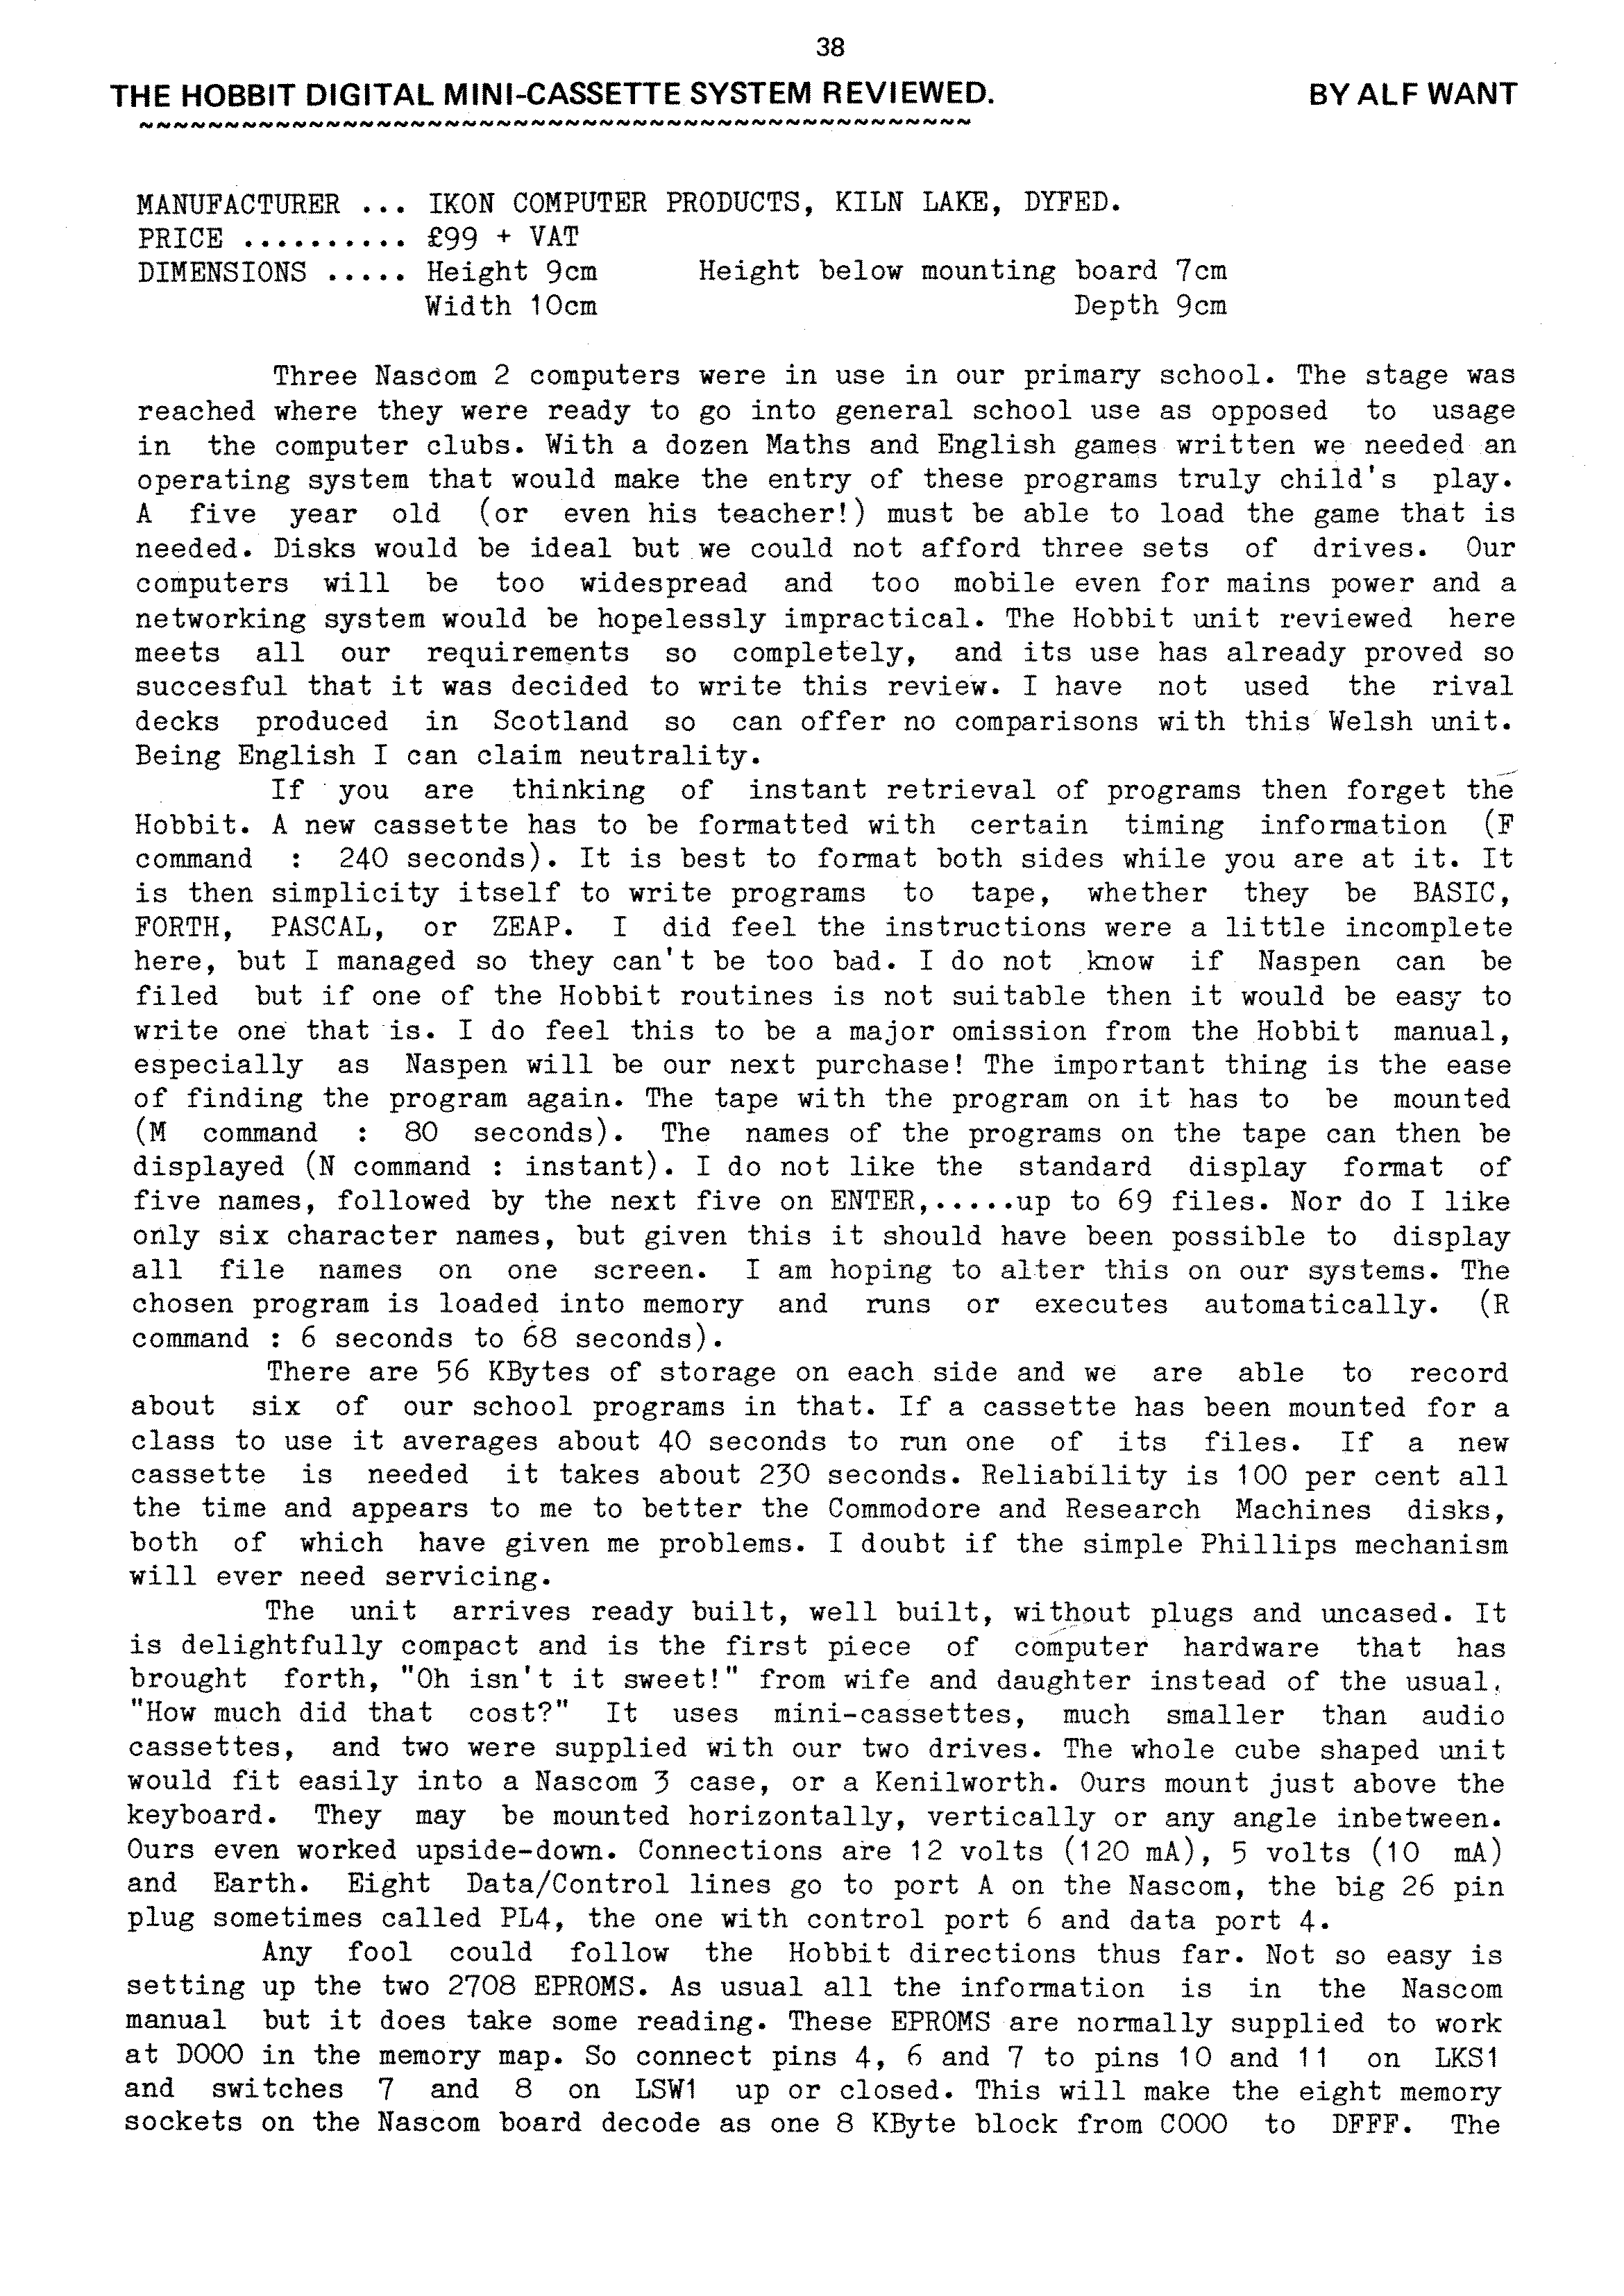 38
THE HOBBIT DIGITAL MINI-CASSETTE SYSTEM REVIEWED. BY ALF WANT
~~~~~~~~~~~~~~~~~~~~~~~~~~~~~~~~~~~~~~~~~~~~~~~~~
MANUFACTURER ... IKON COMPUTER PRODUCTS, KILN LAKE, DYFED.
PRICE .......... £99 + VAT
DIMENSIONS ..... Height 9cm Height below mounting board 7cm
Width 10cm Depth 9cm
Three Nascom 2 computers were in use in our primary school. The stage was
reached where they were ready to go into general school use as opposed to usage
in the computer clubs. With a dozen Maths and English games written we needed an
operating system that would make the entry of these programs truly child's play.
A five year old (or even his teacher!) must be able to load the game that is
needed. Disks would be ideal but we could not afford three sets of drives. Our
computers will be too widespread and too mobile even for mains power and a
networking system would be hopelessly impractical. The Hobbit unit reviewed here
meets all our requirements so completely, and its use has already proved so
succesful that it was decided to write this review. I have not used the rival
decks produced in Scotland so can offer no comparisons with this Welsh unit.
Being English I can claim neutrality.
If you are thinking of instant retrieval of programs then forget the
Hobbit. A new cassette has to be formatted with certain timing information (F
command : 240 seconds). It is best to format both sides while you are at it. It
is then simplicity itself to write programs to tape, whether they be BASIC,
FORTH, PASCAL, or ZEAP. I did feel the instructions were a little incomplete
here, but I managed so they can't be too bad. I do not know if Naspen can be
filed but if one of the Hobbit routines is not suitable then it would be easy to
write one that is. I do feel this to be a major omission from the Hobbit manual,
especially as Naspen will be our next purchase! The important thing is the ease
of finding the program again. The tape with the program on it has to be mounted
(M command : 80 seconds). The names of the programs on the tape can then be
displayed (N command : instant). I do not like the standard display format of
five names, followed by the next five on ENTER,.....up to 69 files. Nor do I like
only six character names, but given this it should have been possible to display
all file names on one screen. I am hoping to alter this on our systems. The
chosen program is loaded into memory and runs or executes automatically. (R
command : 6 seconds to 68 seconds).
There are 56 KBytes of storage on each side and we are able to record
about six of our school programs in that. If a cassette has been mounted for a
class to use it averages about 40 seconds to run one of its files. If a new
cassette is needed it takes about 230 seconds. Reliability is 100 per cent all
the time and appears to me to better the Commodore and Research Machines disks,
both of which have given me problems. I doubt if the simple Phillips mechanism
will ever need servicing.
The unit arrives ready built, well built, without plugs and uncased. It
is delightfully compact and is the first piece of computer hardware that has
brought forth, "Oh isn't it sweet!" from wife and daughter instead of the usual,
"How much did that cost?" It uses mini-cassettes, much smaller than audio
cassettes, and two were supplied with our two drives. The whole cube shaped unit
would fit easily into a Nascom 3 case, or a Kenilworth. Ours mount just above the
keyboard. They may be mounted horizontally, vertically or any angle inbetween.
Ours even worked upside-down. Connections are 12 volts (120 mA), 5 volts (10 mA)
and Earth. Eight Data/Control lines go to port A on the Nascom, the big 26 pin
plug sometimes called PL4, the one with control port 6 and data port 4.
Any fool could follow the Hobbit directions thus far. Not so easy is
setting up the two 2708 EPROMS. As usual all the information is in the Nascom
manual but it does take some reading. These EPROMS are normally supplied to work
at D000 in the memory map. So connect pins 4, 6 and 7 to pins 10 and 11 on LKS1
and switches 7 and 8 on LSW1 up or closed. This will make the eight memory
sockets on the Nascom board decode as one 8 KByte block from C000 to DFFF. The